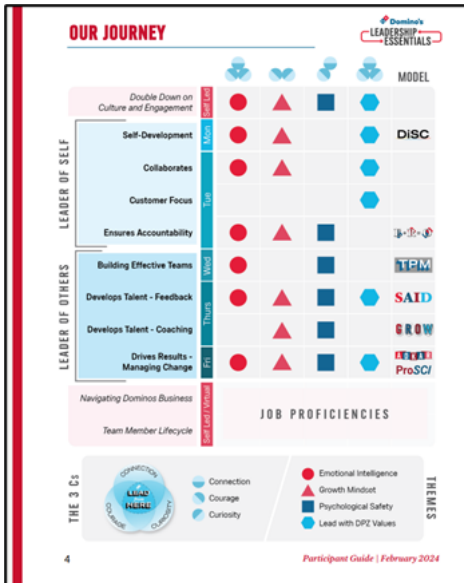 OUR JOURNEY
Domino's
LEADERSHIP
ESSENTIALS
MODEL
Double Down on
Culture and Engagement
Self Led
LEADER OF SELF
Self-Development
Mon
DiSC
Collaborates
Customer Focus
Tue
Ensures Accountability
LEADER OF OTHERS
Building Effective Teams
Wed
TPM
Develops Talent - Feedback
Thurs
SAID
Develops Talent - Coaching
GROW
Drives Results -
Managing Change
Fri
ADKAR
ProSCI
Navigating Dominos Business
Team Member Lifecycle
Self Led / Virtual
JOB PROFICIENCIES
THE 3 Cs
CONNECTION
COURAGE
CURIOSITY
LEAD
HERE
Connection
Courage
Curiosity
Emotional Intelligence
Growth Mindset
Psychological Safety
Lead with DPZ Values
THEMES
4
Participant Guide | February 2024